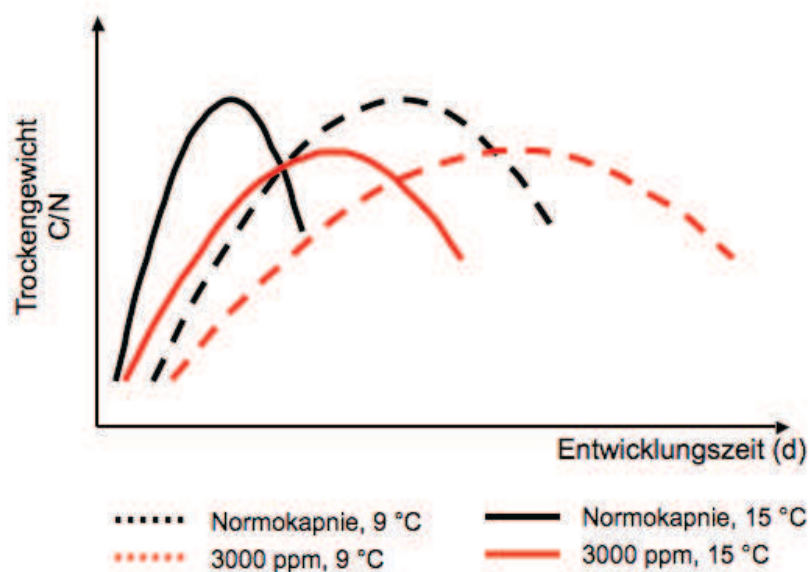 Trockengewicht
C/N
Entwicklungszeit (d)
Normokapnie, 9 °C
Normokapnie, 15 °C
3000 ppm, 9 °C
3000 ppm, 15 °C